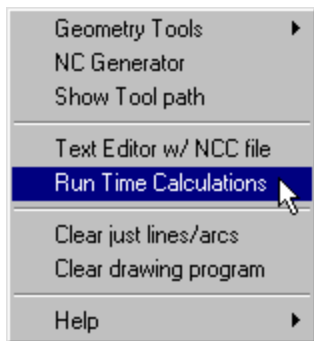 Geometry Tools
NC Generator
Show Tool path
Text Editor w/ NCC file
Run Time Calculations
Clear just lines/arcs
Clear drawing program
Help